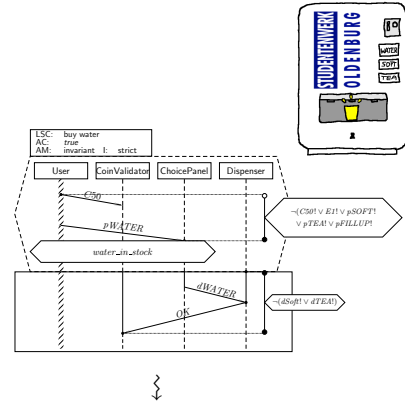 STUDENTENWERK
OLDENBURG
WATER
SOFT
TEA
LSC: buy water
AC: true
AM: invariant I: strict
User CoinValidator ChoicePanel Dispenser
C50
pWATER
¬(C50! ∨ E1! ∨ pSOFT!
∨ pTEA! ∨ pFILLUP!
water_in_stock
dWATER
¬(dSoft! ∨ dTEA!)
OK